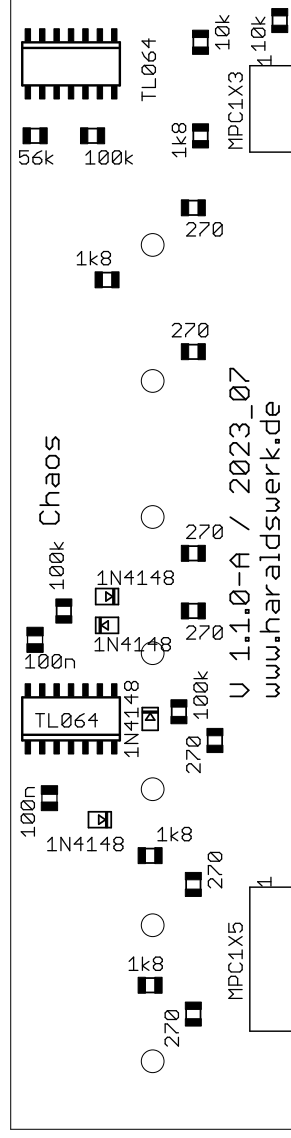 TL064
10k
10k
1
MPC1X3
56k
100k
1k8
270
1k8
270
Chaos
V 1.1.0-A / 2023_07
www.haraldswerk.de
270
100k
1N4148
270
1N4148
100n
TL064
1N4148
100k
270
100n
1N4148
1k8
270
1
MPC1X5
1k8
270